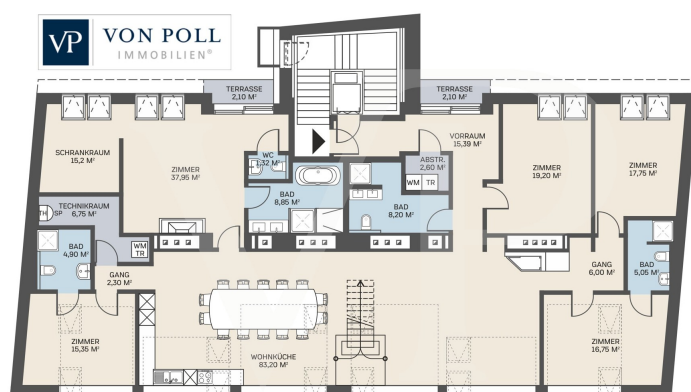 VP
VON POLL
IMMOBILIEN®
TERRASSE
2,10 M²
TERRASSE
2,10 M²
SCHRANKRAUM
15,2 M²
ZIMMER
37,95 M²
WC
1,32 M²
BAD
8,85 M²
VORRAUM
15,39 M²
ABSTR.
2,60 M²
WM
TR
BAD
8,20 M²
ZIMMER
19,20 M²
ZIMMER
17,75 M²
TH
SP
TECHNIKRAUM
6,75 M²
BAD
4,90 M²
WM
TR
GANG
2,30 M²
GANG
6,00 M²
BAD
5,05 M²
ZIMMER
15,35 M²
WOHNKÜCHE
83,20 M²
ZIMMER
16,75 M²